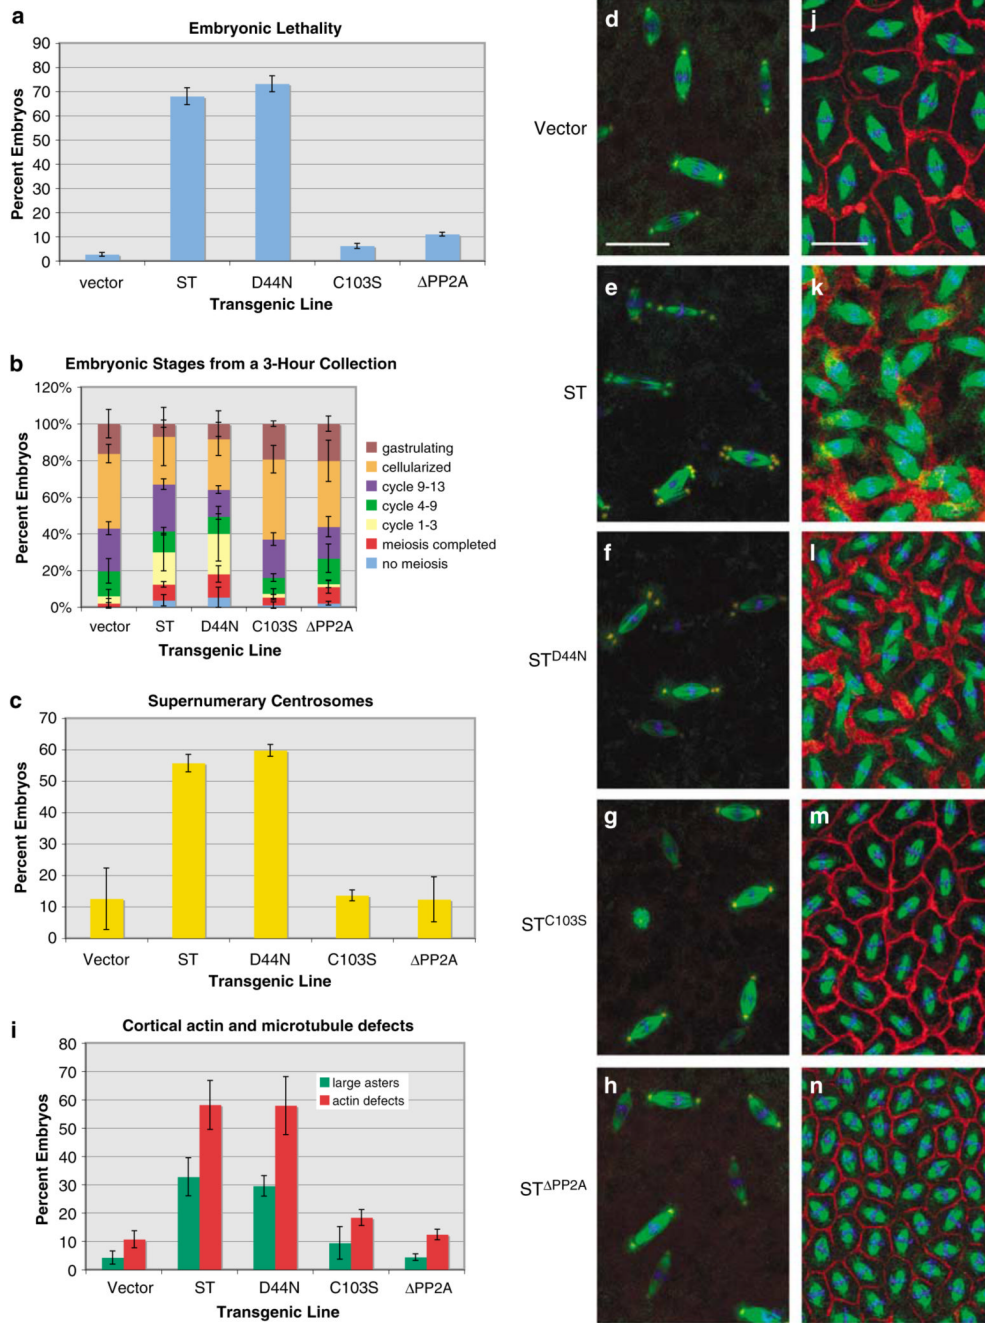 a
Embryonic Lethality
90
80
70
60
50
40
30
20
10
0
Percent Embryos
vector ST D44N C103S ΔPP2A
Transgenic Line
b
Embryonic Stages from a 3-Hour Collection
120%
100%
80%
60%
40%
20%
0%
Percent Embryos
gastrulating
cellularized
cycle 9-13
cycle 4-9
cycle 1-3
meiosis completed
no meiosis
vector ST D44N C103S ΔPP2A
Transgenic Line
c
Supernumerary Centrosomes
70
60
50
40
30
20
10
0
Percent Embryos
Vector ST D44N C103S ΔPP2A
Transgenic Line
i
Cortical actin and microtubule defects
80
70
60
50
40
30
20
10
0
Percent Embryos
large asters
actin defects
Vector ST D44N C103S ΔPP2A
Transgenic Line
Vector
d
j
ST
e
k
ST^D44N
f
l
ST^C103S
g
m
ST^ΔPP2A
h
n